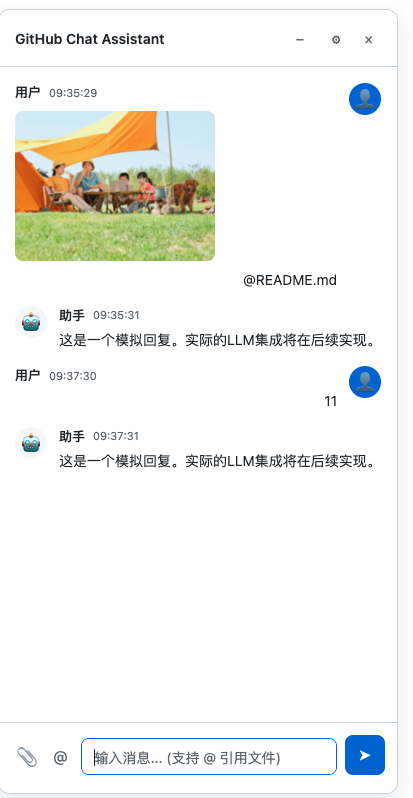 GitHub Chat Assistant
用户 09:35:29
@README.md
助手 09:35:31
这是一个模拟回复。实际的LLM集成将在后续实现。
用户 09:37:30
11
助手 09:37:31
这是一个模拟回复。实际的LLM集成将在后续实现。
@ 输入消息... (支持 @ 引用文件)